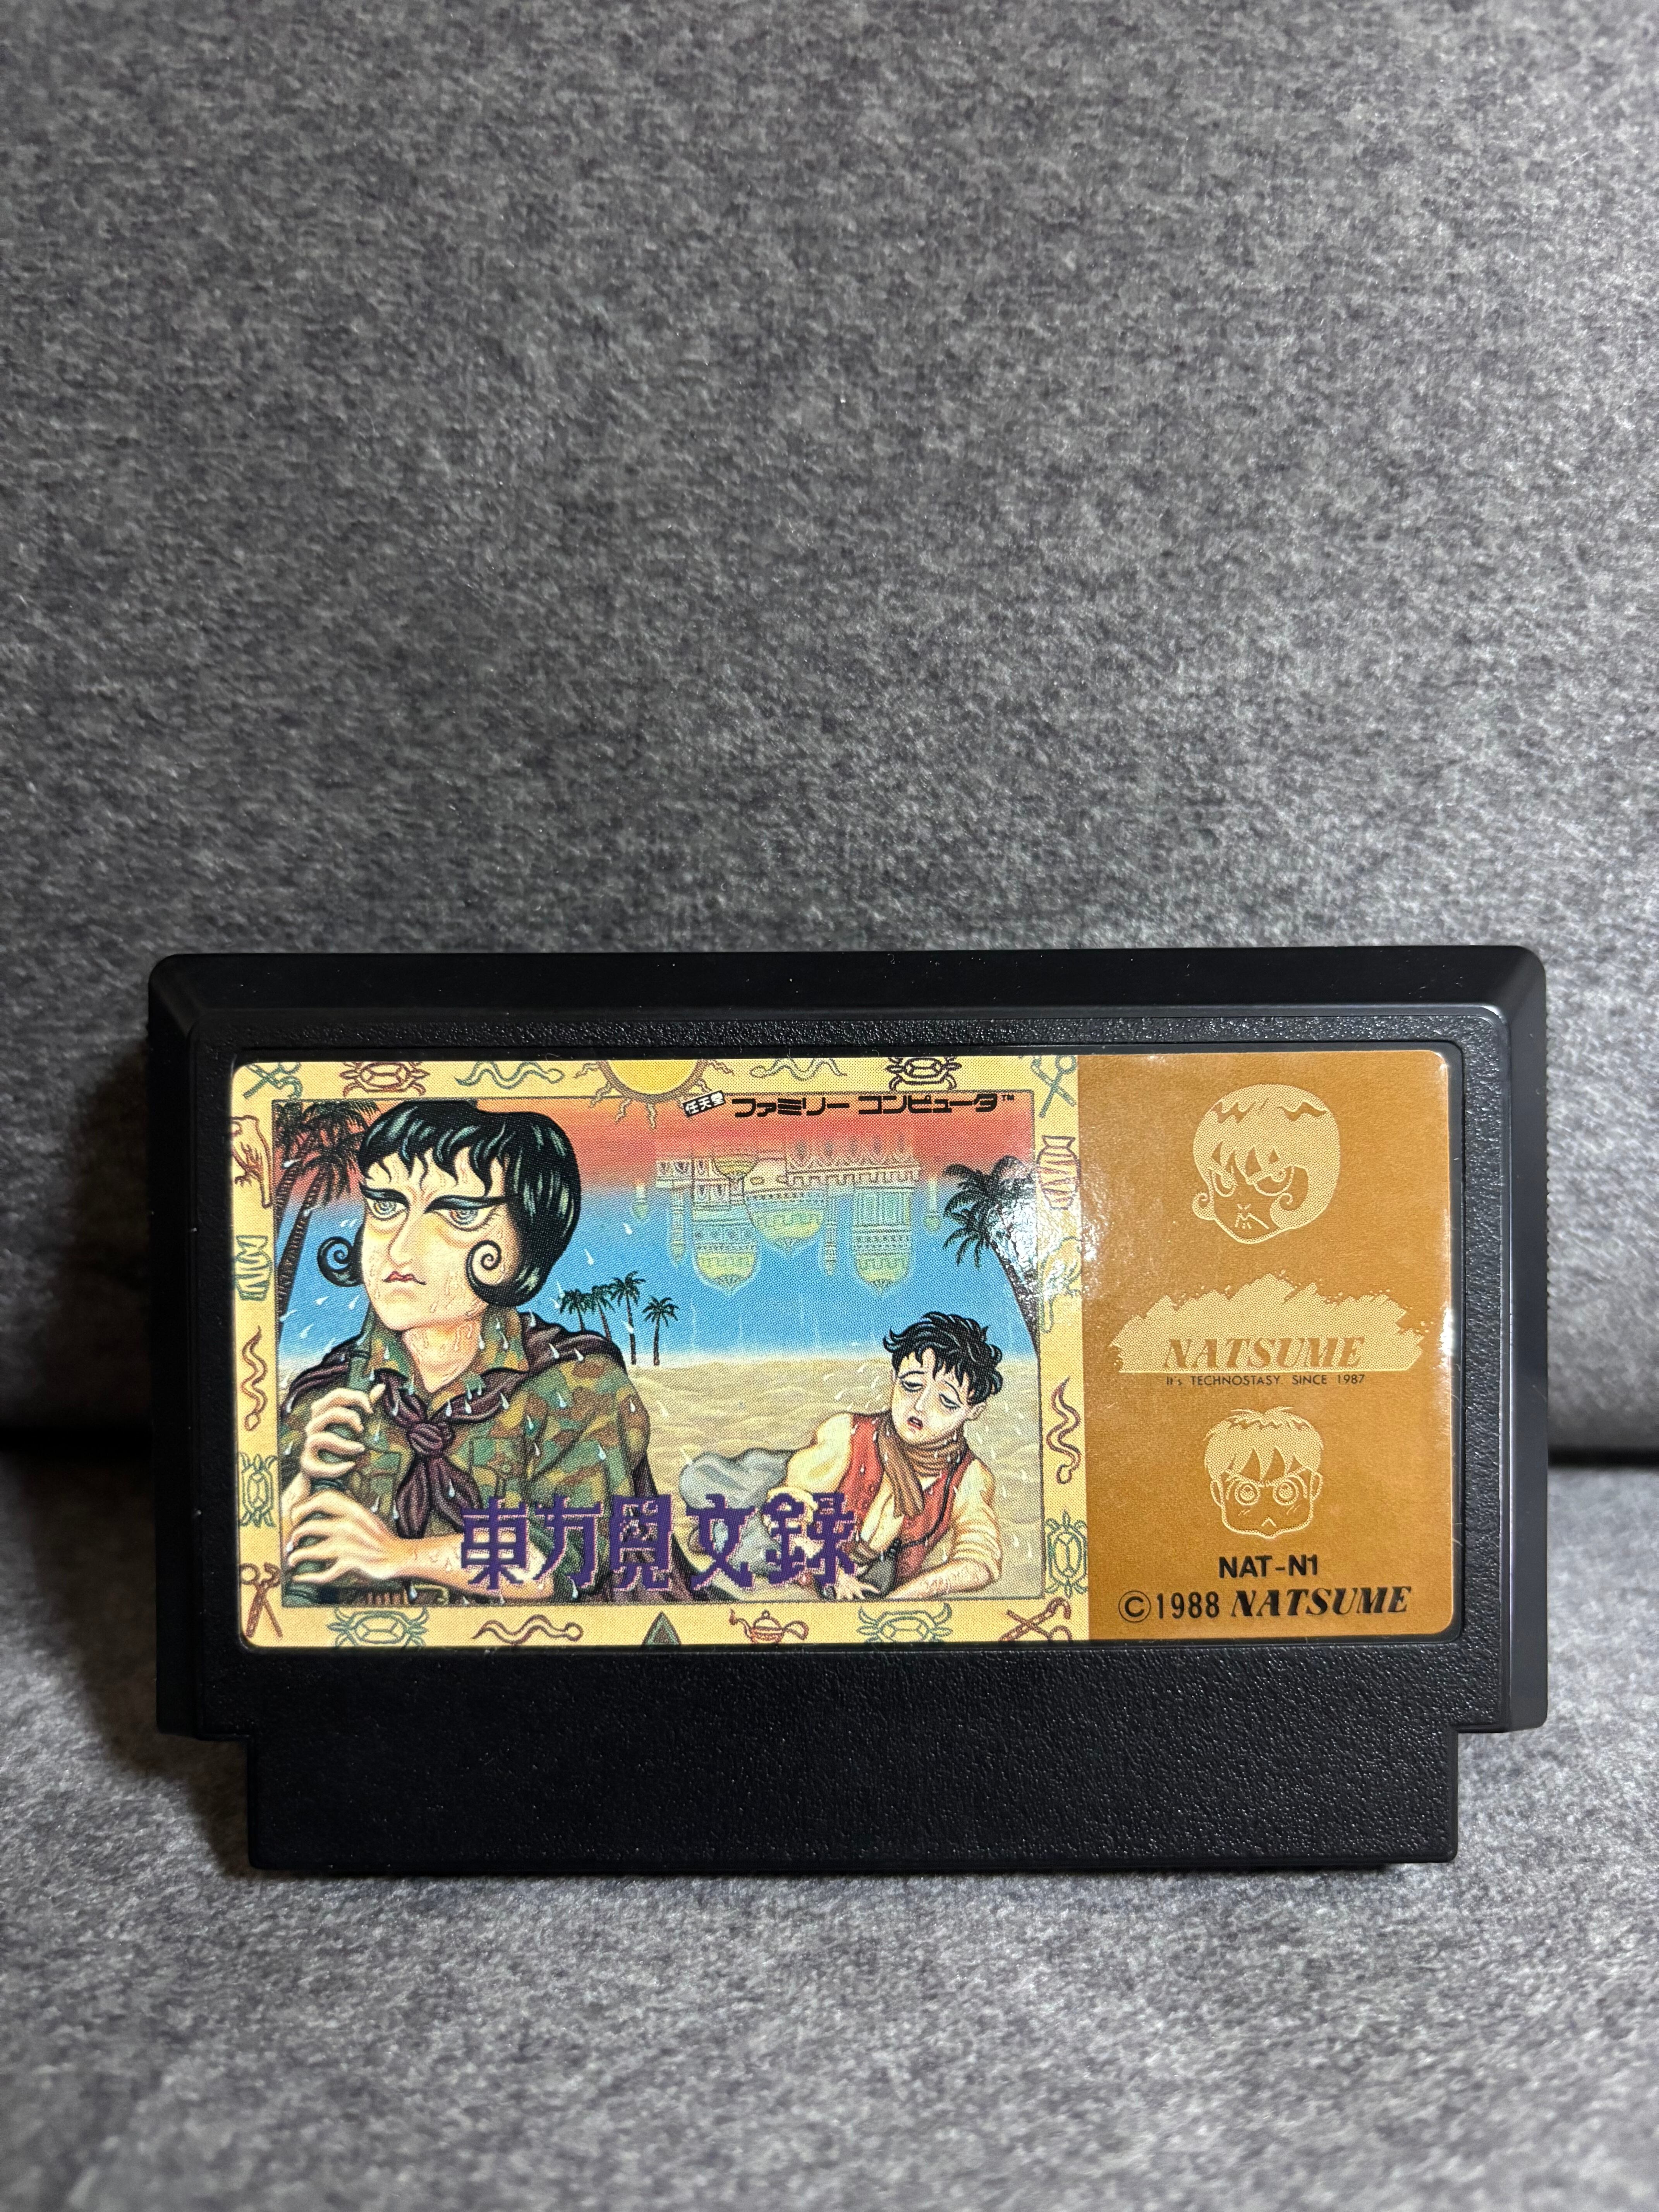 任天堂 ファミリー コンピュータ™
東方見文録
NATSUME
It's TECHNOSTASY. SINCE 1987
NAT-N1
©1988 NATSUME